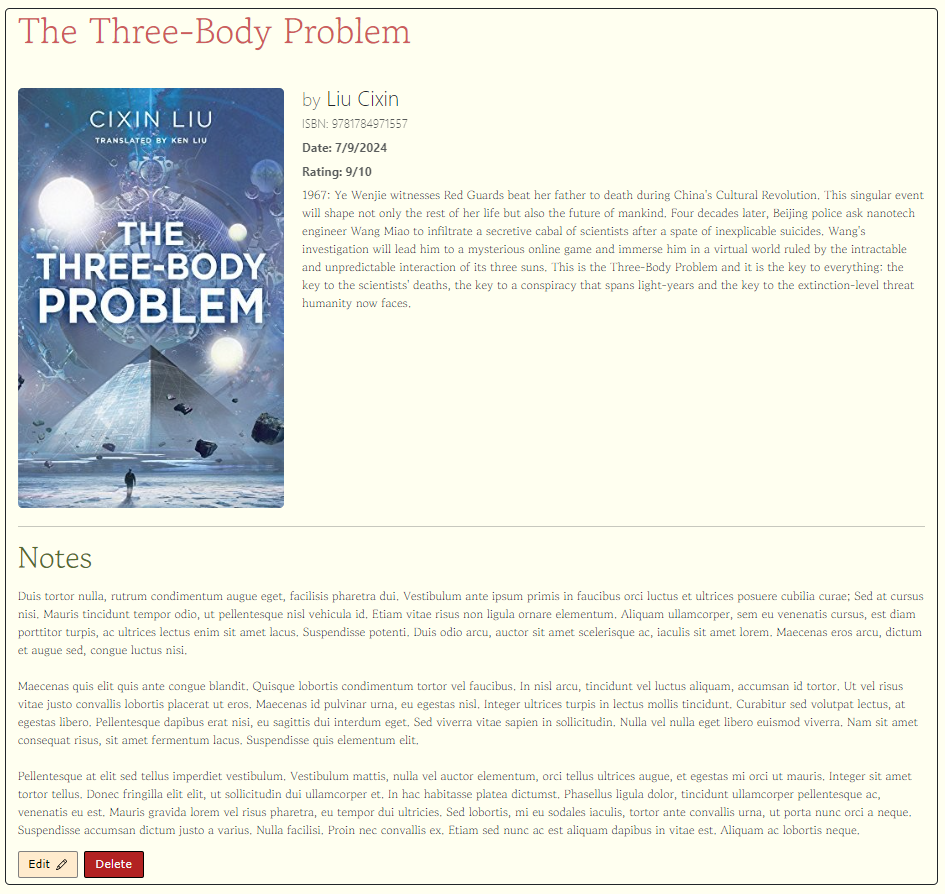 The Three-Body Problem
CIXIN LIU
TRANSLATED BY KEN LIU
THE
THREE-BODY
PROBLEM
by Liu Cixin
ISBN: 9781784971557
Date: 7/9/2024
Rating: 9/10
1967: Ye Wenjie witnesses Red Guards beat her father to death during China's Cultural Revolution. This singular event
will shape not only the rest of her life but also the future of mankind. Four decades later, Beijing police ask nanotech
engineer Wang Miao to infiltrate a secretive cabal of scientists after a spate of inexplicable suicides. Wang's
investigation will lead him to a mysterious online game and immerse him in a virtual world ruled by the intractable
and unpredictable interaction of its three suns. This is the Three-Body Problem and it is the key to everything: the
key to the scientists' deaths, the key to a conspiracy that spans light-years and the key to the extinction-level threat
humanity now faces.
Notes
Duis tortor nulla, rutrum condimentum augue eget, facilisis pharetra dui. Vestibulum ante ipsum primis in faucibus orci luctus et ultrices posuere cubilia curae; Sed at cursus
nisi. Mauris tincidunt tempor odio, ut pellentesque nisl vehicula id. Etiam vitae risus non ligula ornare elementum. Aliquam ullamcorper, sem eu venenatis cursus, est diam
porttitor turpis, ac ultrices lectus enim sit amet lacus. Suspendisse potenti. Duis odio arcu, auctor sit amet scelerisque ac, iaculis sit amet lorem. Maecenas eros arcu, dictum
et augue sed, congue luctus nisi.
Maecenas quis elit quis ante congue blandit. Quisque lobortis condimentum tortor vel faucibus. In nisl arcu, tincidunt vel luctus aliquam, accumsan id tortor. Ut vel risus
vitae justo convallis lobortis placerat ut eros. Maecenas id pulvinar urna, eu egestas nisl. Integer ultrices turpis in lectus mollis tincidunt. Curabitur sed volutpat lectus, at
egestas libero. Pellentesque dapibus erat nisi, eu sagittis dui interdum eget. Sed viverra vitae sapien in sollicitudin. Nulla vel nulla eget libero euismod viverra. Nam sit amet
consequat risus, sit amet fermentum lacus. Suspendisse quis elementum elit.
Pellentesque at elit sed tellus imperdiet vestibulum. Vestibulum mattis, nulla vel auctor elementum, orci tellus ultrices augue, et egestas mi orci ut mauris. Integer sit amet
tortor tellus. Donec fringilla elit elit, ut sollicitudin dui ullamcorper et. In hac habitasse platea dictumst. Phasellus ligula dolor, tincidunt ullamcorper pellentesque ac,
venenatis eu est. Mauris gravida lorem vel risus pharetra, eu tempor dui ultricies. Sed lobortis, mi eu sodales iaculis, tortor ante convallis urna, ut porta nunc orci a neque.
Suspendisse accumsan dictum justo a varius. Nulla facilisi. Proin nec convallis ex. Etiam sed nunc ac est aliquam dapibus in vitae est. Aliquam ac lobortis neque.
Edit
Delete